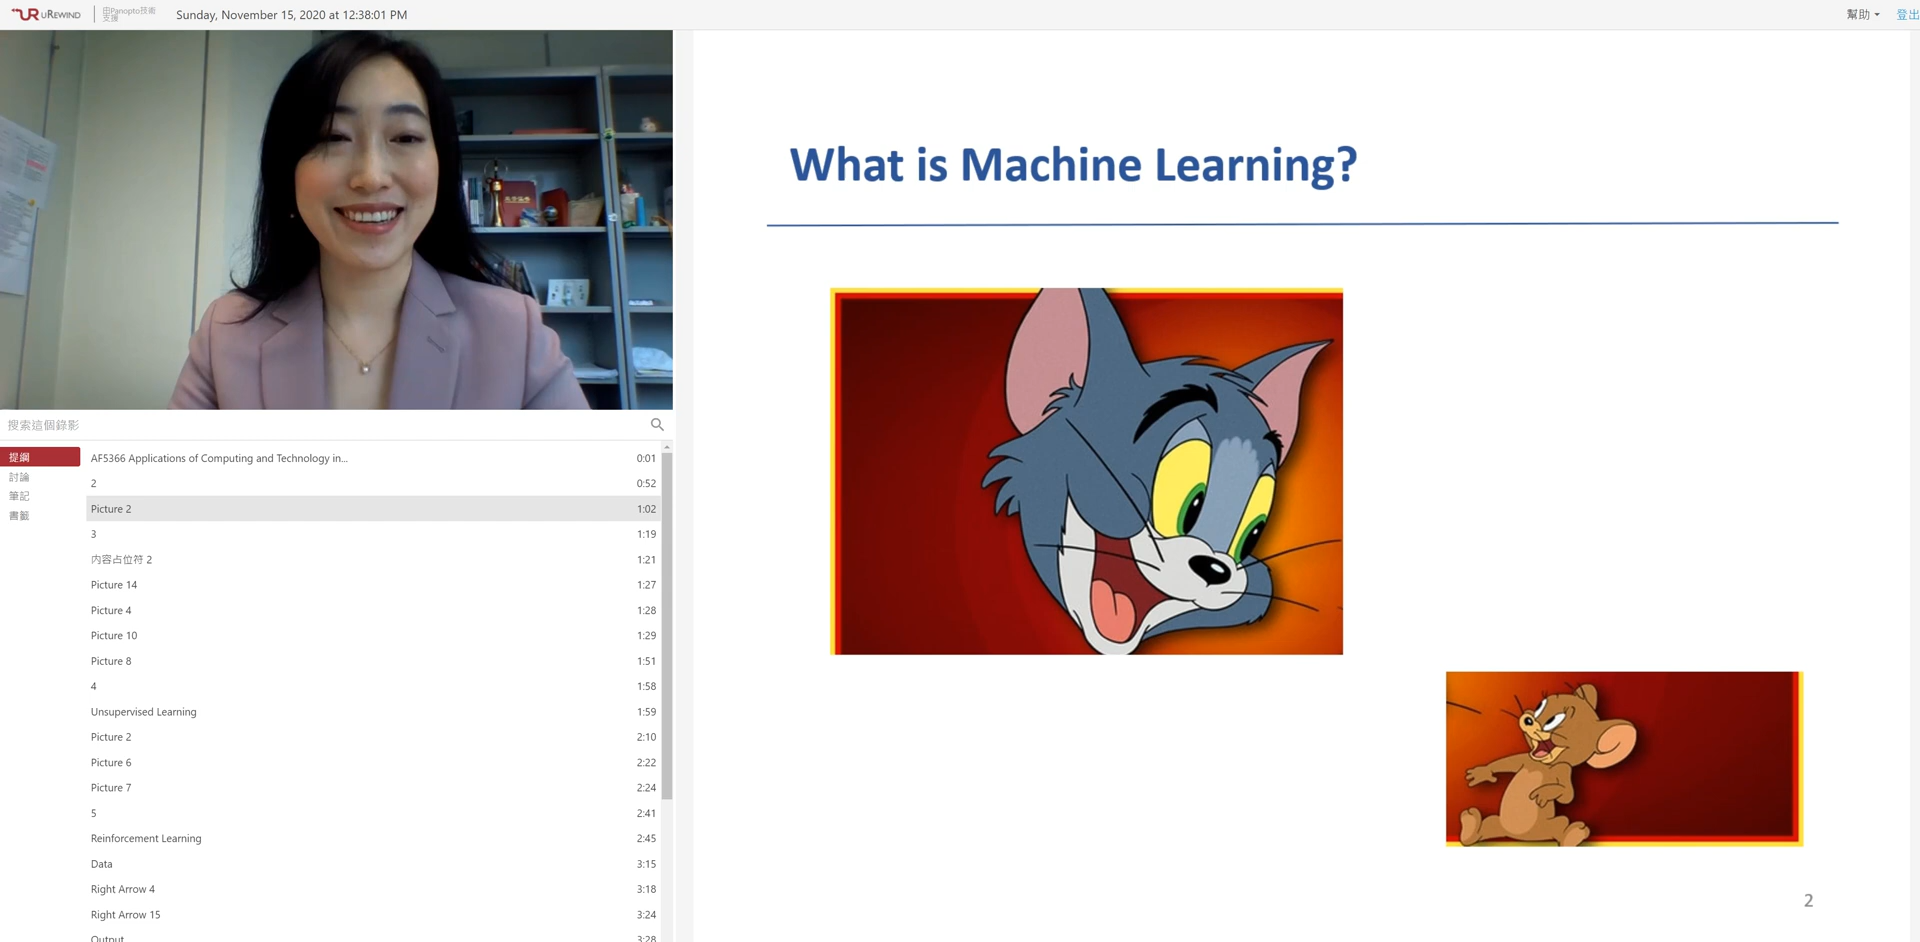 uREWIND
由Panopto技術
支援
Sunday, November 15, 2020 at 12:38:01 PM
幫助
登出
搜索這個錄影
提綱
討論
筆記
書籤
AF5366 Applications of Computing and Technology in... 0:01
2 0:52
Picture 2 1:02
3 1:19
内容占位符 2 1:21
Picture 14 1:27
Picture 4 1:28
Picture 10 1:29
Picture 8 1:51
4 1:58
Unsupervised Learning 1:59
Picture 2 2:10
Picture 6 2:22
Picture 7 2:24
5 2:41
Reinforcement Learning 2:45
Data 3:15
Right Arrow 4 3:18
Right Arrow 15 3:24
Output 3:28
What is Machine Learning?
2